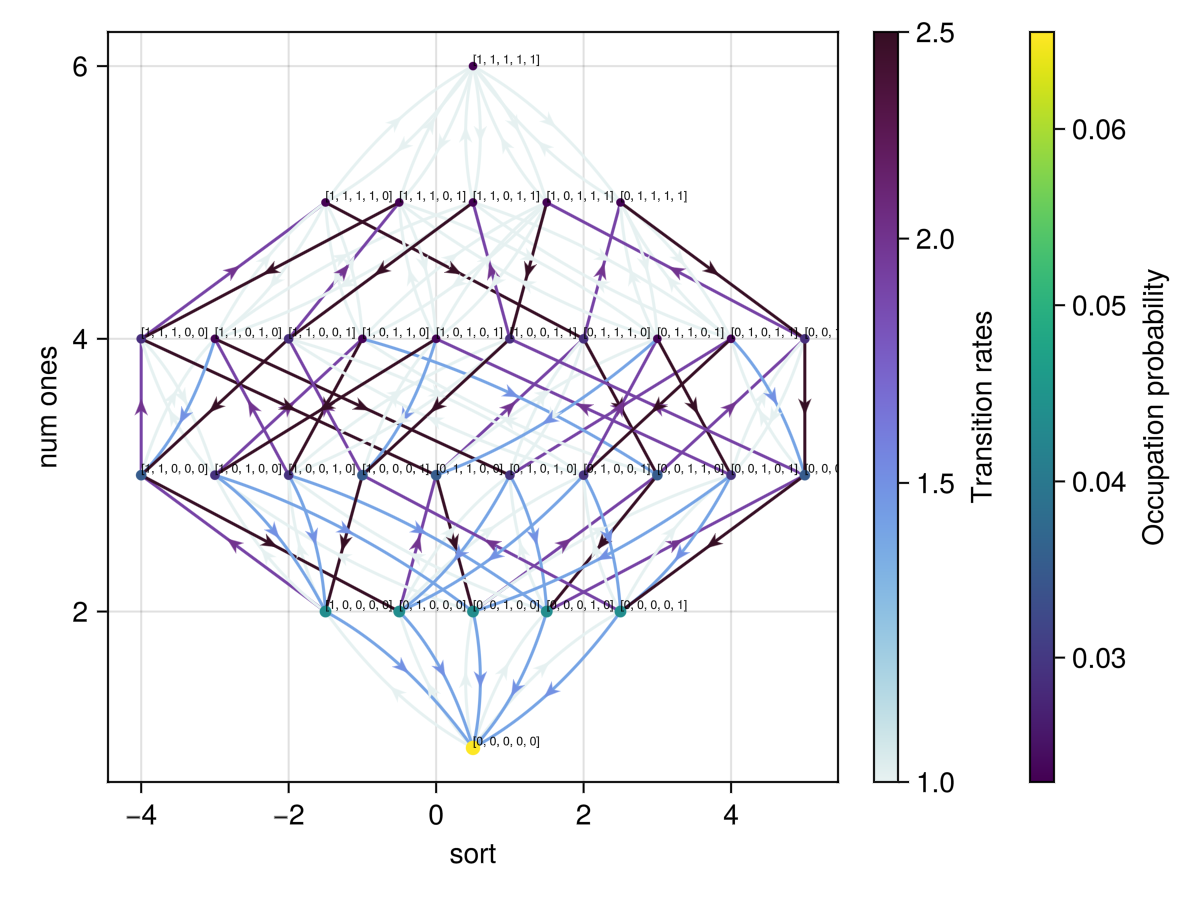 6
4
2
num ones
[1, 1, 1, 1, 1]
[1, 1, 1, 1, 0] [1, 1, 1, 0, 1] [1, 1, 0, 1, 1] [1, 0, 1, 1, 1] [0, 1, 1, 1, 1]
[1, 1, 1, 0, 0] [1, 1, 0, 1, 0] [1, 1, 0, 0, 1] [1, 0, 1, 1, 0] [1, 0, 1, 0, 1] [1, 0, 0, 1, 1] [0, 1, 1, 1, 0] [0, 1, 1, 0, 1] [0, 1, 0, 1, 1] [0, 0,
[1, 1, 0, 0, 0] [1, 0, 1, 0, 0] [1, 0, 0, 1, 0] [1, 0, 0, 0, 1] [0, 1, 1, 0, 0] [0, 1, 0, 1, 0] [0, 1, 0, 0, 1] [0, 0, 1, 1, 0] [0, 0, 1, 0, 1] [0, 0,
[1, 0, 0, 0, 0] [0, 1, 0, 0, 0] [0, 0, 1, 0, 0] [0, 0, 0, 1, 0] [0, 0, 0, 0, 1]
[0, 0, 0, 0, 0]
−4 −2 0 2 4
sort
2.5
2.0
1.5
1.0
Transition rates
0.06
0.05
0.04
0.03
Occupation probability